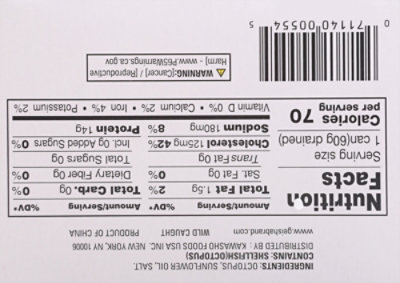 INGREDIENTS: OCTOPUS, SUNFLOWER OIL, SALT.
CONTAINS: SHELLFISH(OCTOPUS)
DISTRIBUTED BY : KAWASHO FOODS USA INC. NEW YORK, NY 10006
www.geishabrand.com WILD CAUGHT PRODUCT OF CHINA
Nutrition
Facts
Serving size
1 can(60g drained)
Calories 70
per serving
Amount/Serving %DV*
Total Fat 1.5g 2%
Sat. Fat 0g 0%
Trans Fat 0g
Cholesterol 125mg 42%
Sodium 180mg 8%
Amount/Serving %DV*
Total Carb. 0g 0%
Dietary Fiber 0g 0%
Total Sugars 0g
Incl. 0g Added Sugars 0%
Protein 14g
Vitamin D 0% • Calcium 2% • Iron 4% • Potassium 2%
⚠ WARNING: [Cancer] / [Reproductive
Harm] - www.P65Warnings.ca.gov
0 71140 00554